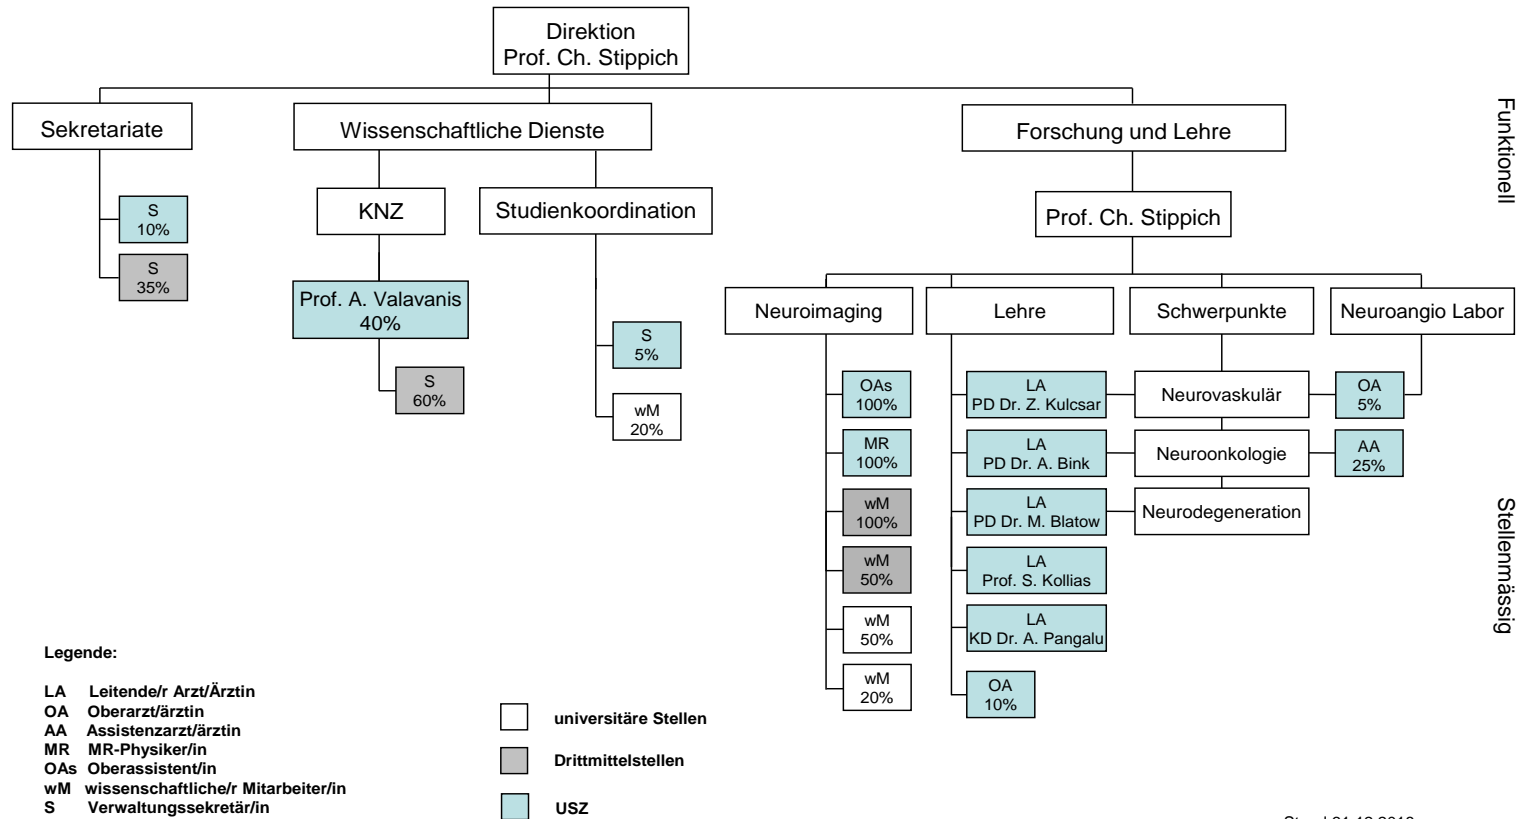 Direktion
Prof. Ch. Stippich
Sekretariate
Wissenschaftliche Dienste
Forschung und Lehre
Funktionell
S
10%
S
35%
KNZ
Studienkoordination
Prof. Ch. Stippich
Prof. A. Valavanis
40%
S
60%
S
5%
wM
20%
Neuroimaging
Lehre
Schwerpunkte
Neuroangio Labor
OAs
100%
MR
100%
wM
100%
wM
50%
wM
50%
wM
20%
LA
PD Dr. Z. Kulcsar
LA
PD Dr. A. Bink
LA
PD Dr. M. Blatow
LA
Prof. S. Kollias
LA
KD Dr. A. Pangalu
OA
10%
Neurovaskulär
Neuroonkologie
Neurodegeneration
OA
5%
AA
25%
Stellenmässig
Legende:
LA Leitende/r Arzt/Ärztin
OA Oberarzt/ärztin
AA Assistenzarzt/ärztin
MR MR-Physiker/in
OAs Oberassistent/in
wM wissenschaftliche/r Mitarbeiter/in
S Verwaltungssekretär/in
universitäre Stellen
Drittmittelstellen
USZ